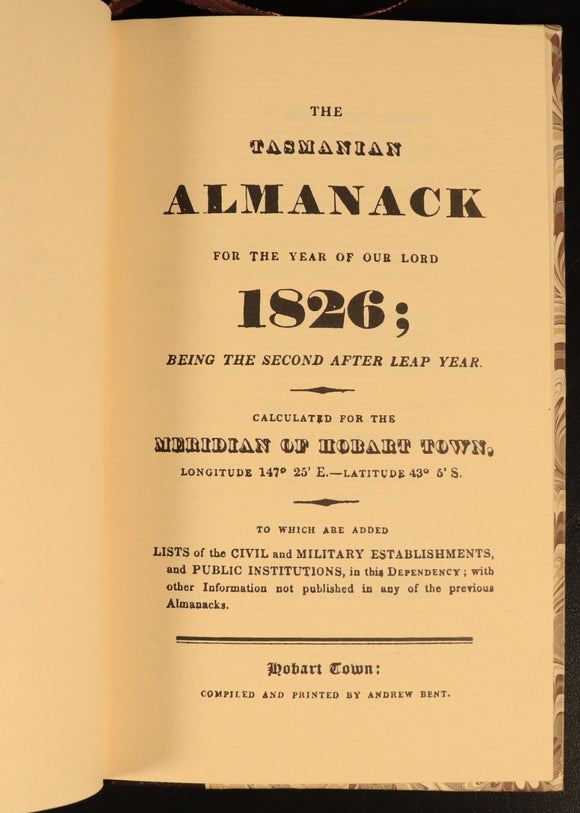 THE
TASMANIAN
ALMANACK
FOR THE YEAR OF OUR LORD
1826;
BEING THE SECOND AFTER LEAP YEAR.
CALCULATED FOR THE
MERIDIAN OF HOBART TOWN,
LONGITUDE 147° 25' E.—LATITUDE 43° 5' S.
TO WHICH ARE ADDED
LISTS of the CIVIL and MILITARY ESTABLISHMENTS,
and PUBLIC INSTITUTIONS, in this DEPENDENCY; with
other Information not published in any of the previous
Almanacks.
Hobart Town:
COMPILED AND PRINTED BY ANDREW BENT.